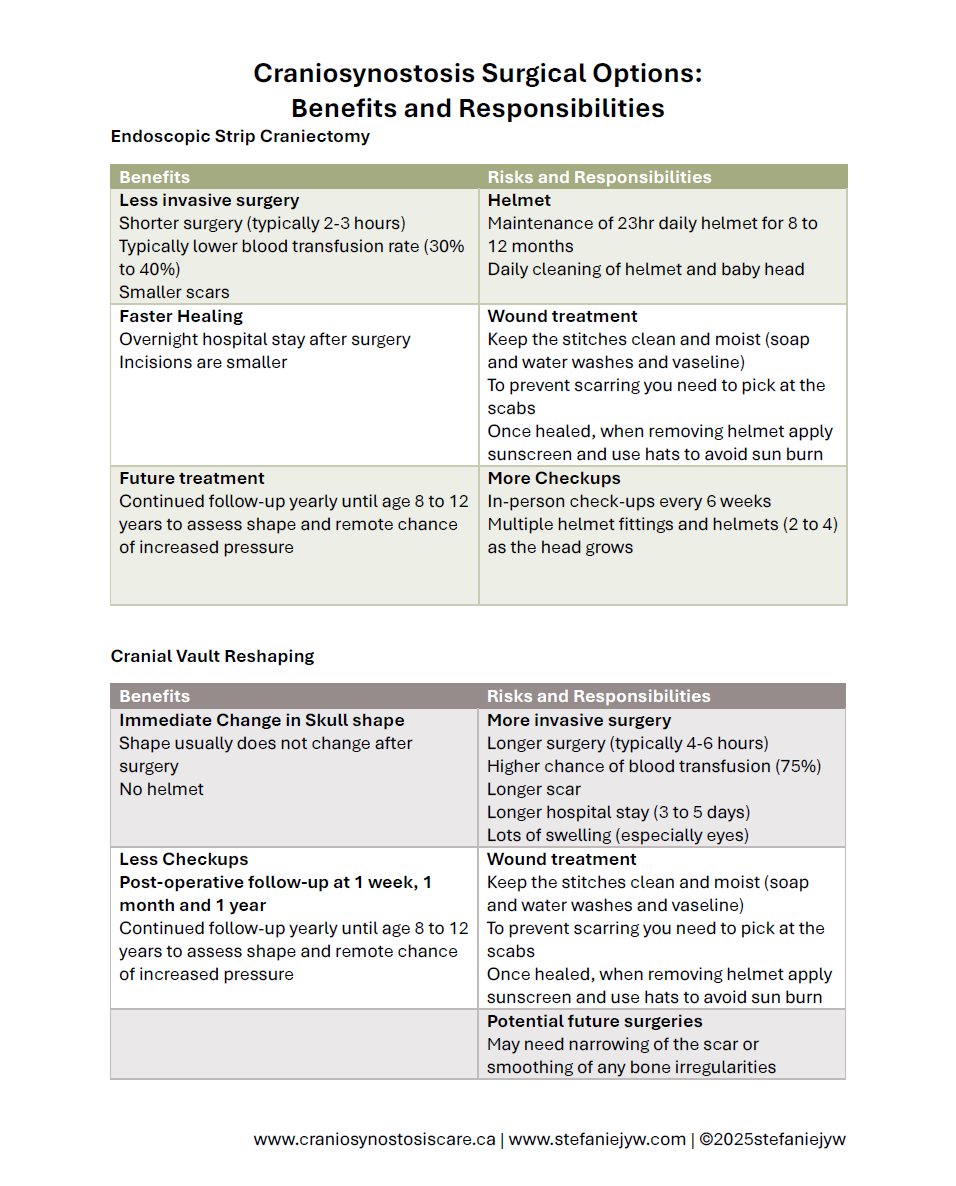 Craniosynostosis Surgical Options:
Benefits and Responsibilities
Endoscopic Strip Craniectomy
Benefits
Risks and Responsibilities
Less invasive surgery
Shorter surgery (typically 2-3 hours)
Typically lower blood transfusion rate (30%
to 40%)
Smaller scars
Helmet
Maintenance of 23hr daily helmet for 8 to
12 months
Daily cleaning of helmet and baby head
Faster Healing
Overnight hospital stay after surgery
Incisions are smaller
Wound treatment
Keep the stitches clean and moist (soap
and water washes and vaseline)
To prevent scarring you need to pick at the
scabs
Once healed, when removing helmet apply
sunscreen and use hats to avoid sun burn
Future treatment
Continued follow-up yearly until age 8 to 12
years to assess shape and remote chance
of increased pressure
More Checkups
In-person check-ups every 6 weeks
Multiple helmet fittings and helmets (2 to 4)
as the head grows
Cranial Vault Reshaping
Benefits
Risks and Responsibilities
Immediate Change in Skull shape
Shape usually does not change after
surgery
No helmet
More invasive surgery
Longer surgery (typically 4-6 hours)
Higher chance of blood transfusion (75%)
Longer scar
Longer hospital stay (3 to 5 days)
Lots of swelling (especially eyes)
Less Checkups
Post-operative follow-up at 1 week, 1
month and 1 year
Continued follow-up yearly until age 8 to 12
years to assess shape and remote chance
of increased pressure
Wound treatment
Keep the stitches clean and moist (soap
and water washes and vaseline)
To prevent scarring you need to pick at the
scabs
Once healed, when removing helmet apply
sunscreen and use hats to avoid sun burn
Potential future surgeries
May need narrowing of the scar or
smoothing of any bone irregularities
www.craniosynostosiscare.ca | www.stefaniejyw.com | ©2025stefaniejyw